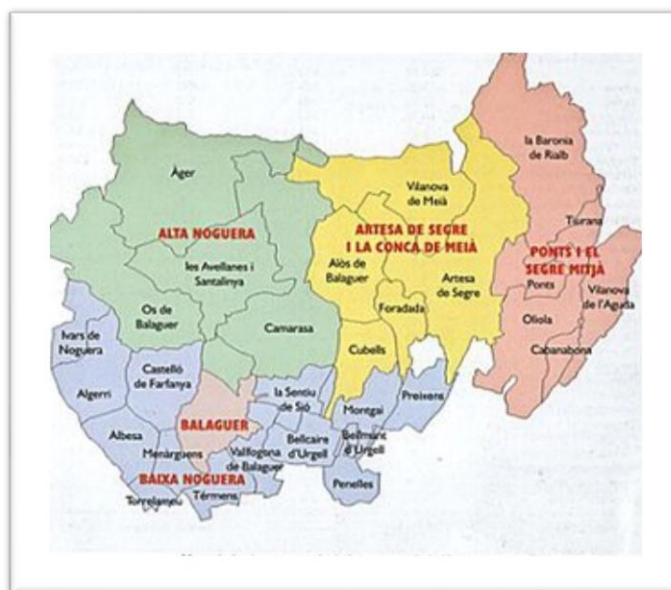 la Baronia
de Rialb
Àger
Vilanova
de Meià
Tiurana
ALTA NOGUERA
ARTESA DE SEGRE
I LA CONCA DE MEIÀ
PONTS I EL
SEGRE MITJÀ
les Avellanes i
Santalinya
Alòs de
Balaguer
Artesa
de Segre
Ponts
Vilanova
de l'Aguda
Os de
Balaguer
Foradada
Oliola
Ivars de
Noguera
Camarasa
Cubells
Cabanabona
Castelló
de Farfanya
Algerri
la Sentiu
de Sió
Montgai
Preixens
BALAGUER
Albesa
Bellcaire
d'Urgell
Bellmunt
d'Urgell
Menàrguens
Vallfogona
de Balaguer
BAIXA NOGUERA
Penelles
Térmens
Torrelameu